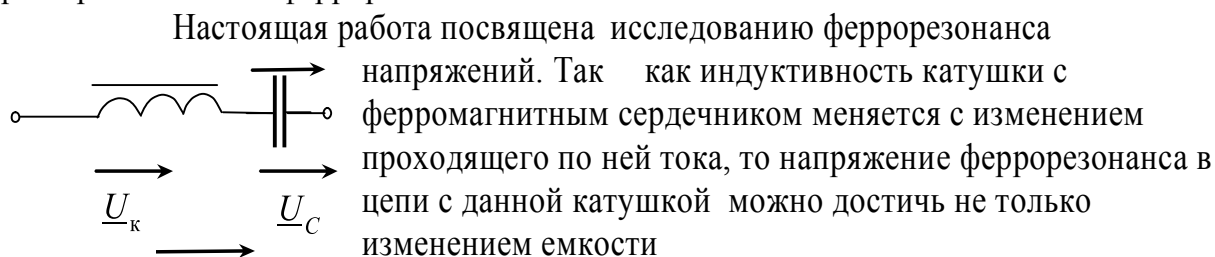 Настоящая работа посвящена исследованию феррорезонанса
напряжений. Так как индуктивность катушки с
ферромагнитным сердечником меняется с изменением
проходящего по ней тока, то напряжение феррорезонанса в
цепи с данной катушкой можно достичь не только
изменением емкости
U к
U C